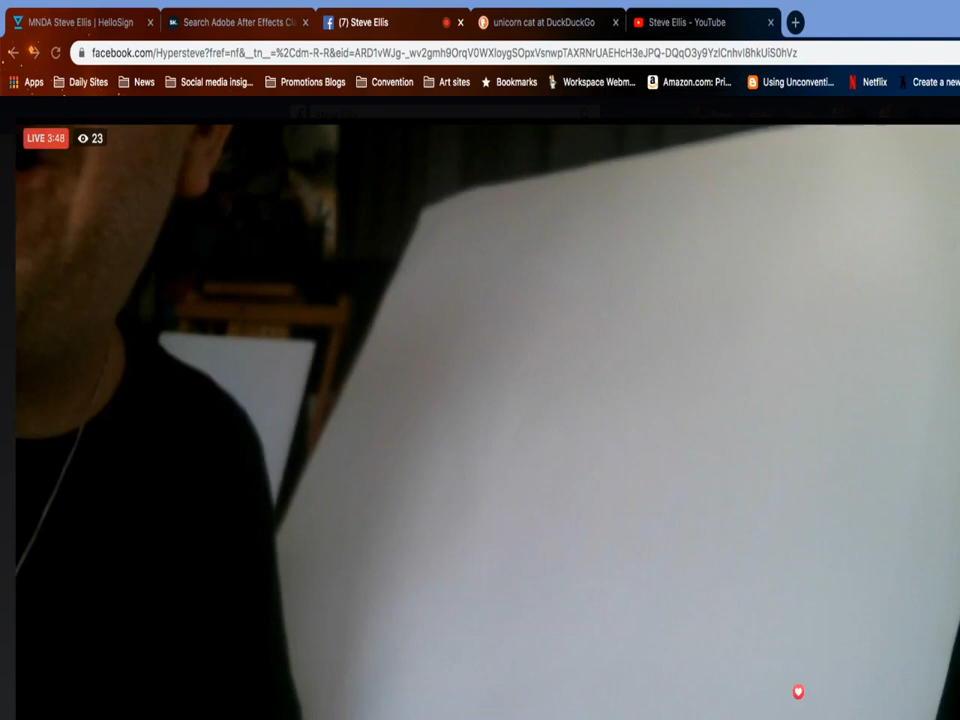 MNDA Steve Ellis | HelloSign
Search Adobe After Effects Cl
(7) Steve Ellis
unicorn cat at DuckDuckGo
Steve Ellis - YouTube
facebook.com/Hypersteve?fref=nf&__tn__=%2Cdm-R-R&eid=ARD1vWJg-_wv2gmh9OrqV0WXloygSOpxVsnwpTAXRNrUAEHcH3eJPQ-DQqO3y9YzlCnhvl8hkUiS0hVz
Apps Daily Sites News Social media insig... Promotions Blogs Convention Art sites Bookmarks Workspace Webm... Amazon.com: Pri... Using Unconventi... Netflix Create a new
LIVE 3:48 23